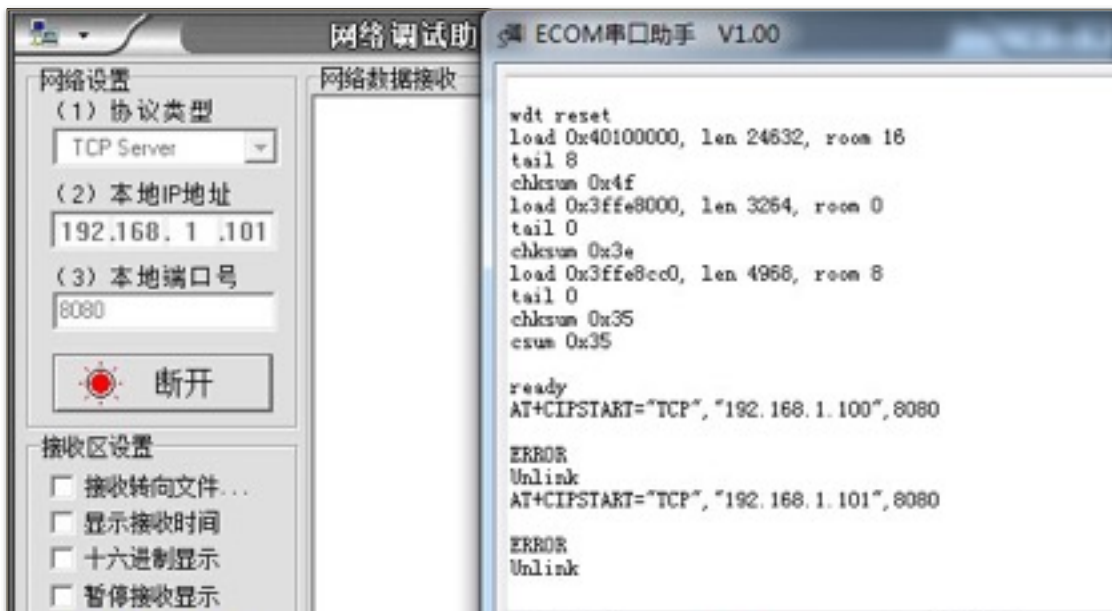 网络调试助
网络设置
(1) 协议类型
TCP Server
(2) 本地IP地址
192.168. 1 .101
(3) 本地端口号
8080
断开
接收区设置
接收转向文件...
显示接收时间
十六进制显示
暂停接收显示
网络数据接收
ECOM串口助手 V1.00
wdt reset
load 0x40100000, len 24632, room 16
tail 8
chksum 0x4f
load 0x3ffe8000, len 3264, room 0
tail 0
chksum 0x3e
load 0x3ffe8cc0, len 4968, room 8
tail 0
chksum 0x35
csum 0x35
ready
AT+CIPSTART="TCP","192.168.1.100",8080
ERROR
Unlink
AT+CIPSTART="TCP","192.168.1.101",8080
ERROR
Unlink